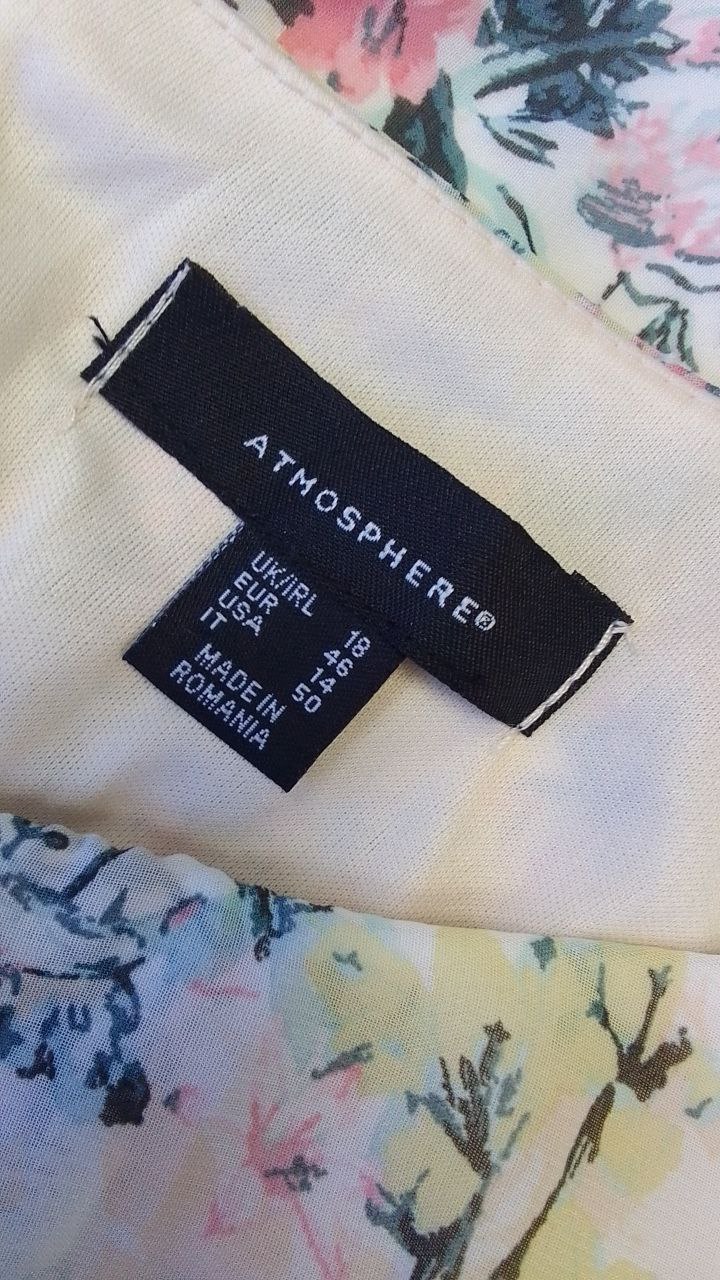 ATMOSPHERE®
UK/IRL 18
EUR 46
USA 14
IT 50
MADE IN
ROMANIA